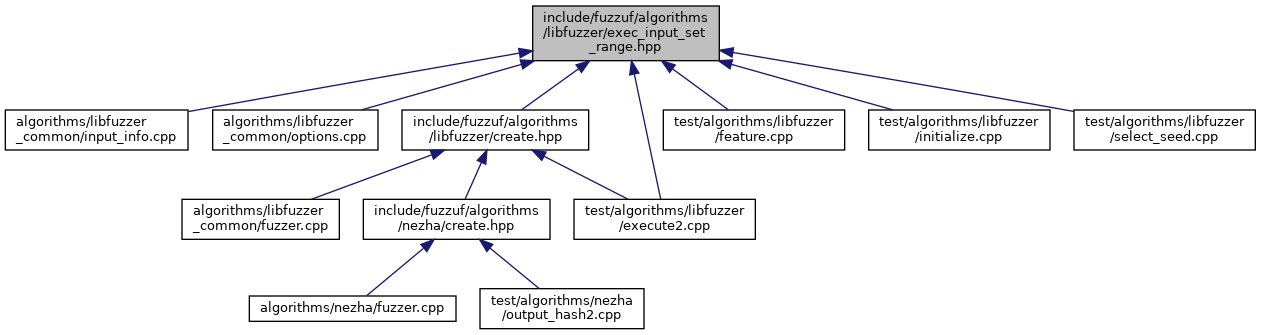 include/fuzzuf/algorithms
/libfuzzer/exec_input_set
_range.hpp
algorithms/libfuzzer
_common/input_info.cpp
algorithms/libfuzzer
_common/options.cpp
include/fuzzuf/algorithms
/libfuzzer/create.hpp
test/algorithms/libfuzzer
/feature.cpp
test/algorithms/libfuzzer
/initialize.cpp
test/algorithms/libfuzzer
/select_seed.cpp
algorithms/libfuzzer
_common/fuzzer.cpp
include/fuzzuf/algorithms
/nezha/create.hpp
test/algorithms/libfuzzer
/execute2.cpp
algorithms/nezha/fuzzer.cpp
test/algorithms/nezha
/output_hash2.cpp